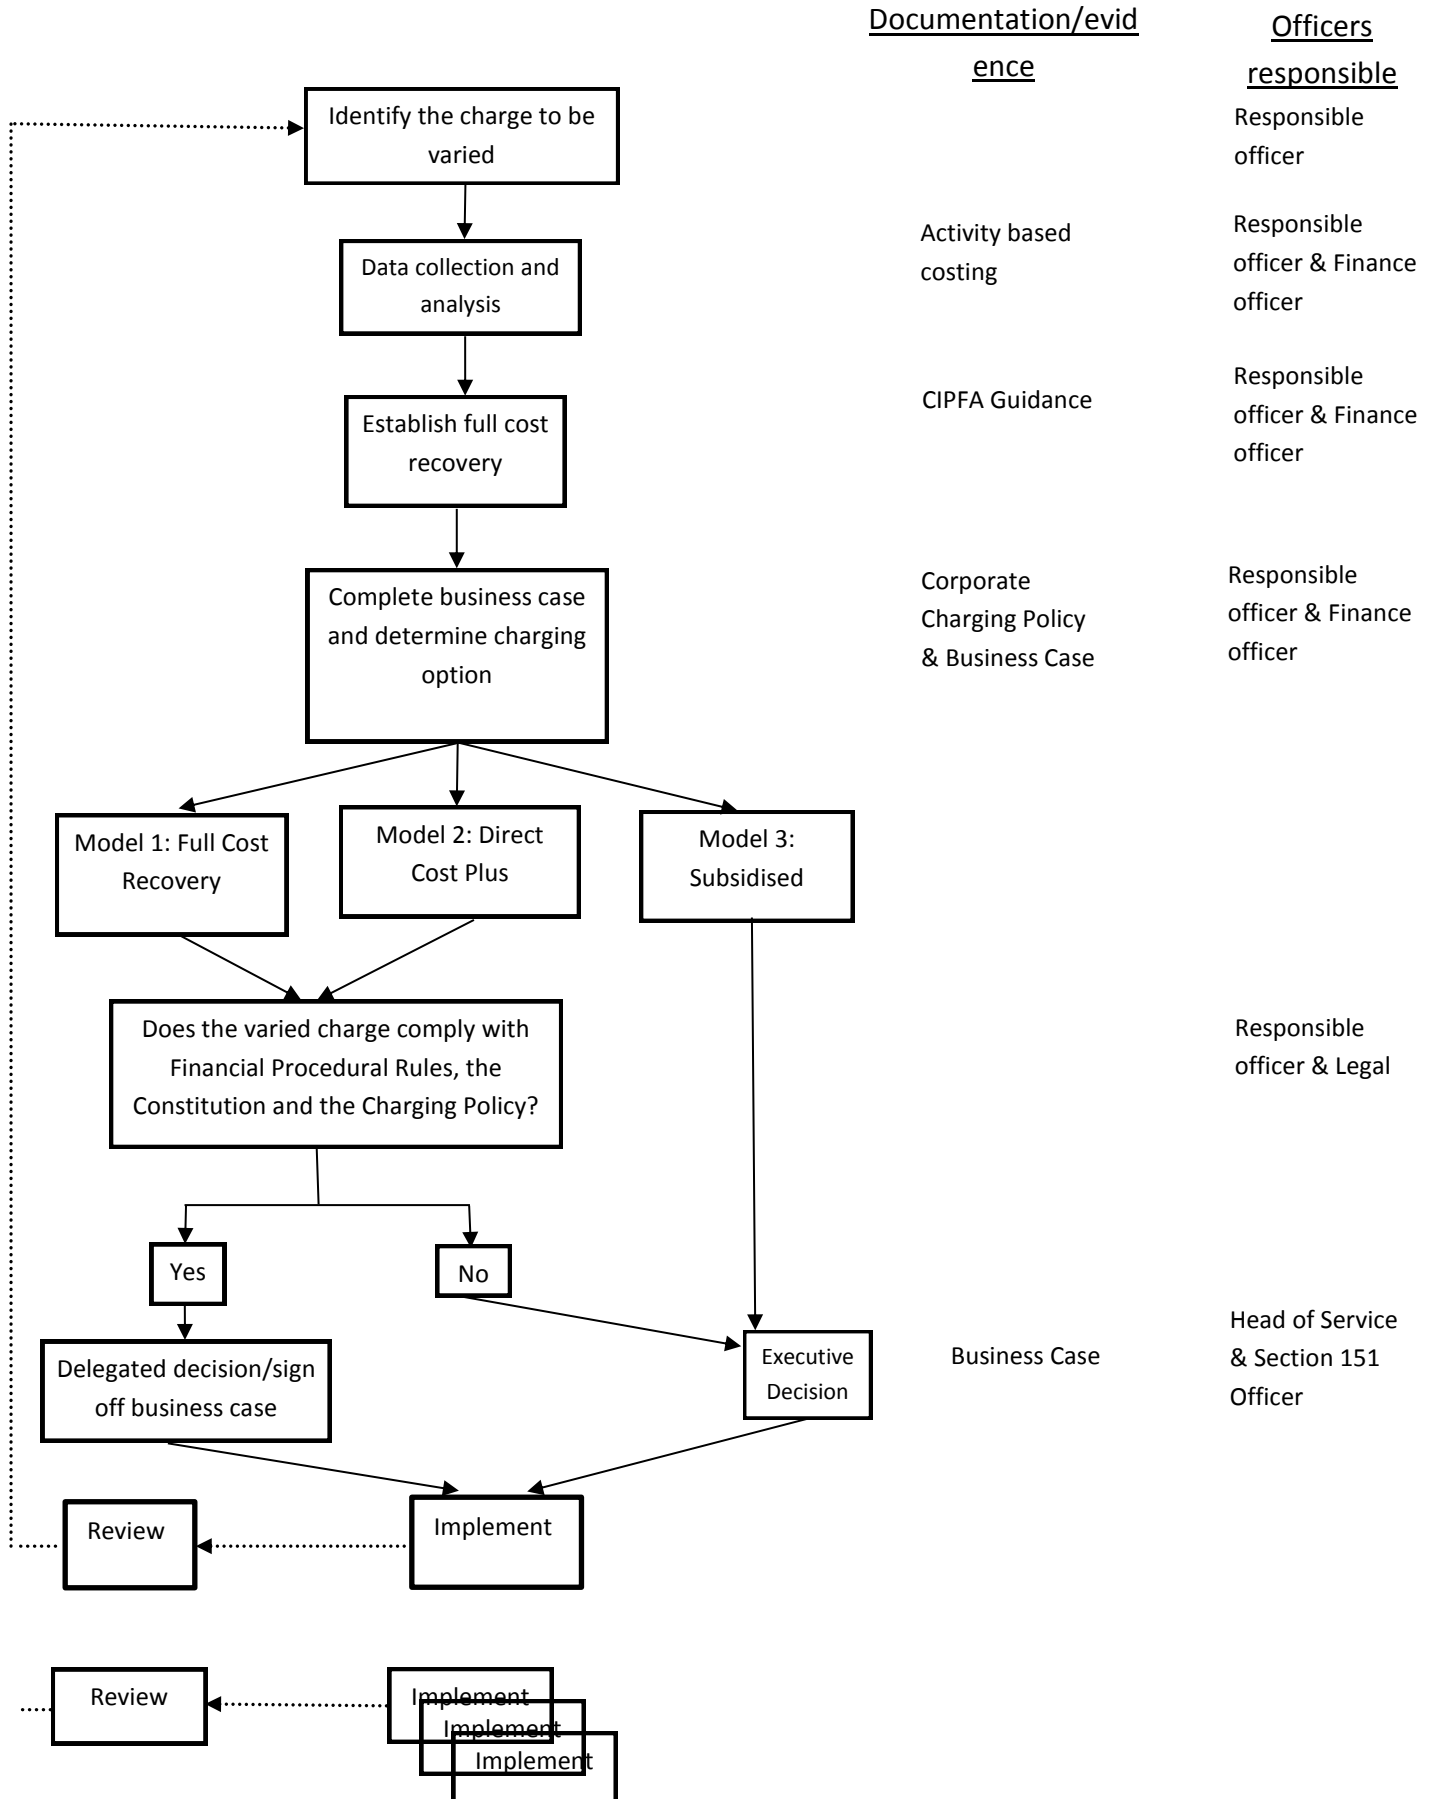 Documentation/evid
ence
Officers
responsible
Identify the charge to be
varied
Responsible
officer
Data collection and
analysis
Activity based
costing
Responsible
officer & Finance
officer
Establish full cost
recovery
CIPFA Guidance
Responsible
officer & Finance
officer
Complete business case
and determine charging
option
Corporate
Charging Policy
& Business Case
Responsible
officer & Finance
officer
Model 1: Full Cost
Recovery
Model 2: Direct
Cost Plus
Model 3:
Subsidised
Does the varied charge comply with
Financial Procedural Rules, the
Constitution and the Charging Policy?
Responsible
officer & Legal
Yes
No
Delegated decision/sign
off business case
Executive
Decision
Business Case
Head of Service
& Section 151
Officer
Review
Implement
Review
Implement
Implement
Implement